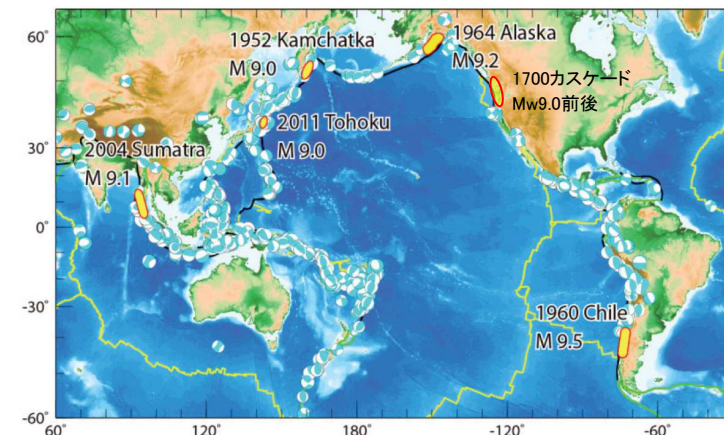 1952 Kamchatka
M 9.0
1964 Alaska
M 9.2
1700カスケード
Mw9.0前後
2011 Tohoku
M 9.0
2004 Sumatra
M 9.1
1960 Chile
M 9.5
60°
30°
0°
-30°
-60°
60
120
180
-120
-60